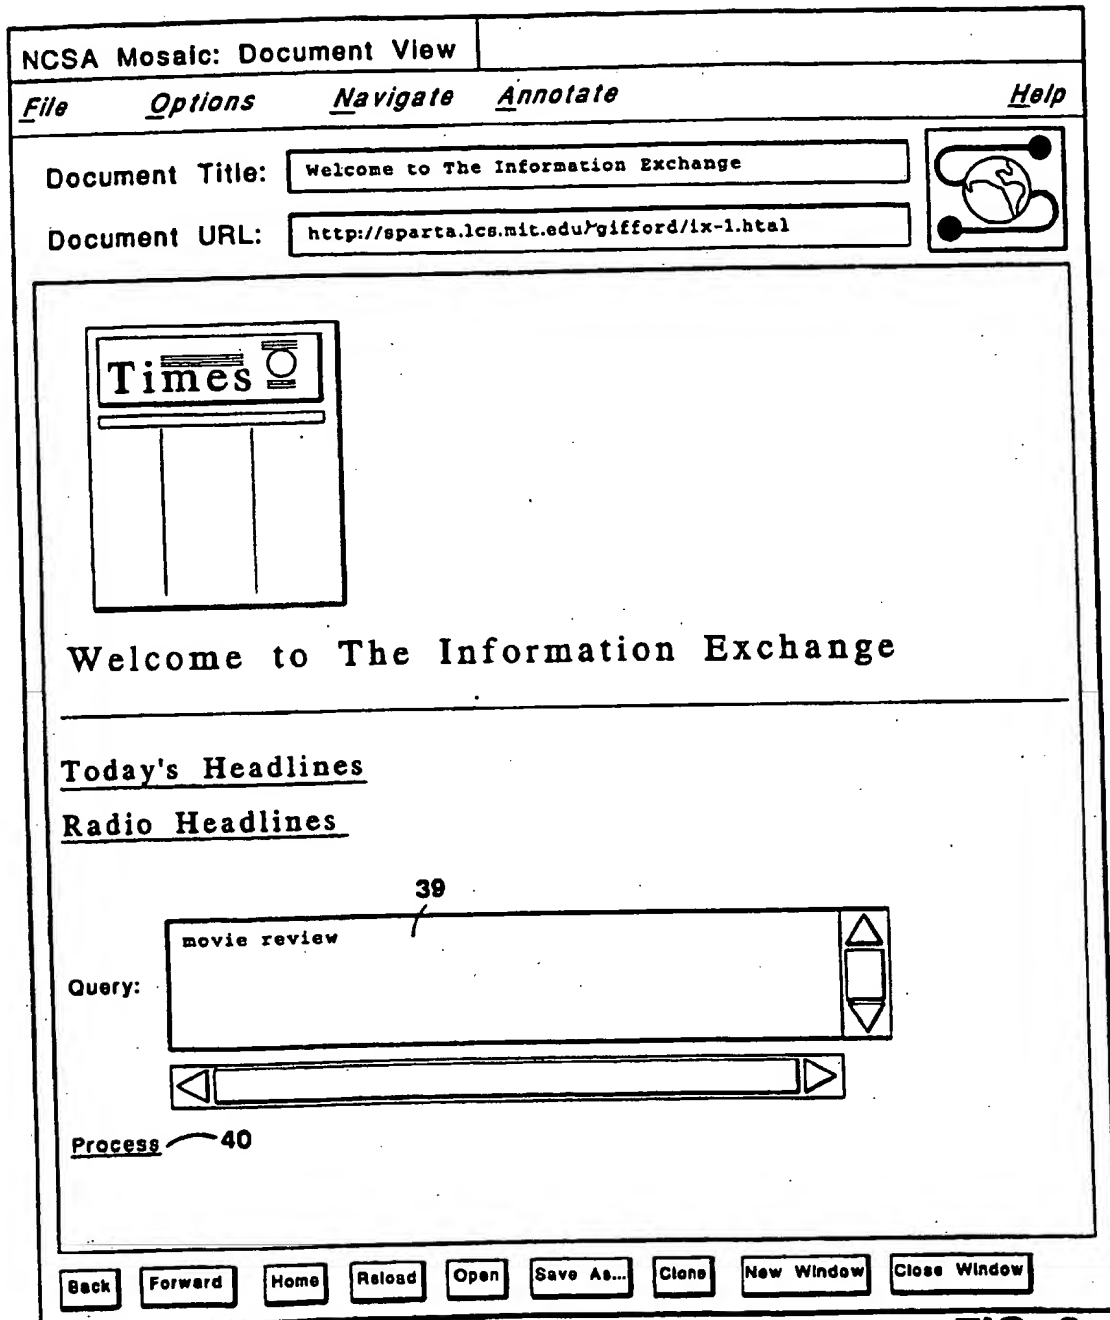 NCSA Mosaic: Document View
File Options Navigate Annotate Help
Document Title: Welcome to The Information Exchange
Document URL: http://sparta.lcs.mit.edu/~gifford/ix-1.htal
Times
Welcome to The Information Exchange
Today's Headlines
Radio Headlines
39
movie review
Query:
Process 40
Back Forward Home Reload Open Save As... Clone New Window Close Window